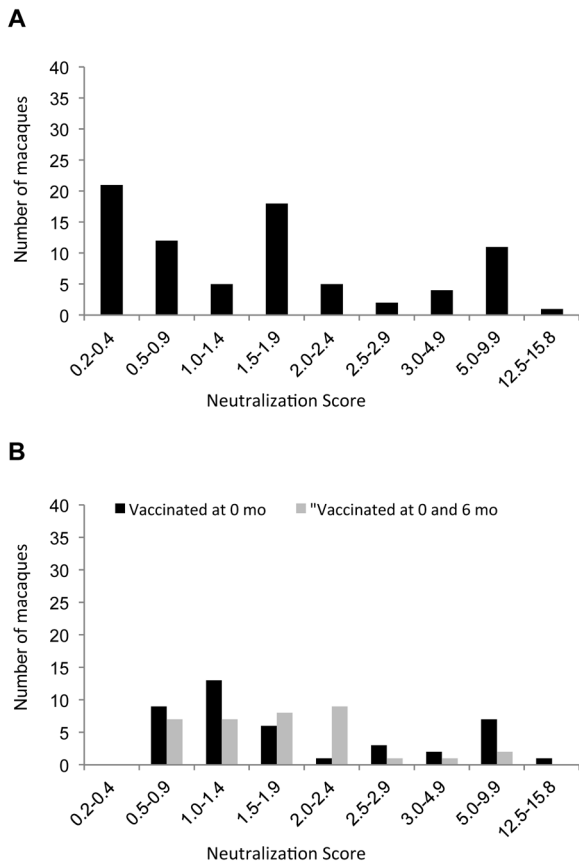 A
40
35
30
25
20
15
10
5
0
Number of macaques
0.2-0.4 0.5-0.9 1.0-1.4 1.5-1.9 2.0-2.4 2.5-2.9 3.0-4.9 5.0-9.9 12.5-15.8
Neutralization Score
B
Vaccinated at 0 mo "Vaccinated at 0 and 6 mo
40
35
30
25
20
15
10
5
0
Number of macaques
0.2-0.4 0.5-0.9 1.0-1.4 1.5-1.9 2.0-2.4 2.5-2.9 3.0-4.9 5.0-9.9 12.5-15.8
Neutralization Score